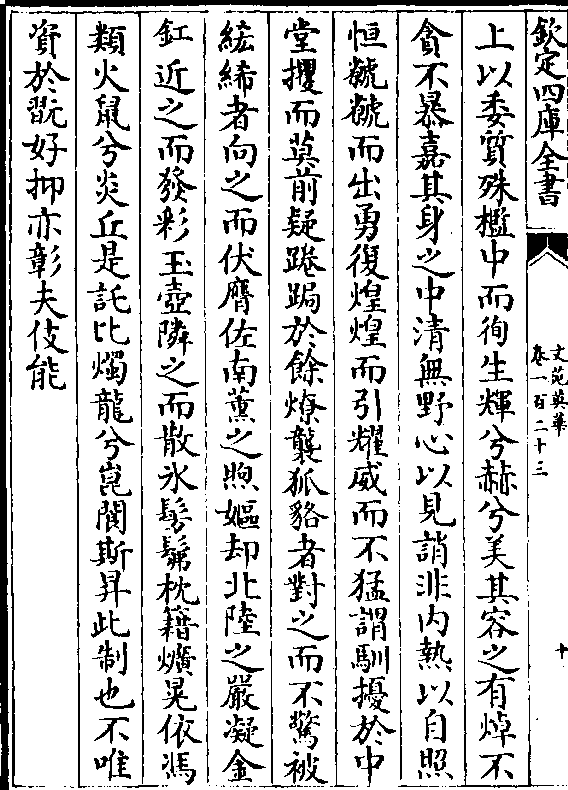 欽定四庫全書
文苑英華
卷一百二十三
十
上以委質殊檻中而徇生輝兮赫兮美其容之有焯不
貪不暴嘉其身之中清無野心以見誚非内熱以自照
恒虩虩而出勇復煌煌而引耀威而不猛謂馴擾於中
堂攫而莫前疑踡跼於餘燎襲狐貉者對之而不驚被
絺綌者向之而伏膺佐南薰之煦嫗却北陸之嚴凝金
釭近之而發彩玉壺隣之而散氷髣髴枕籍爌晃依馮
類火䑕兮炎丘是託比燭龍兮崑閬斯昇此制也不唯
資於翫好抑亦彰夫伎能